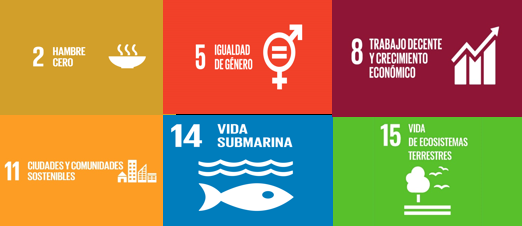 2 HAMBRE
CERO
5 IGUALDAD
DE GÉNERO
8 TRABAJO DECENTE
Y CRECIMIENTO
ECONÓMICO
11 CIUDADES Y COMUNIDADES
SOSTENIBLES
14 VIDA
SUBMARINA
15 VIDA
DE ECOSISTEMAS
TERRESTRES